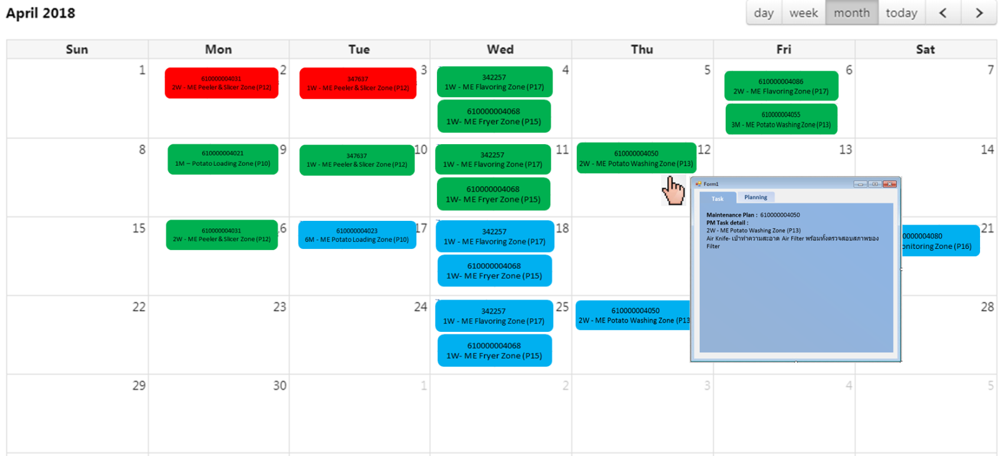 April 2018
day week month today < >
Sun Mon Tue Wed Thu Fri Sat
1
2
610000004031
2W - ME Peeler & Slicer Zone (P12)
3
347637
1W - ME Peeler & Slicer Zone (P12)
4
342257
1W - ME Flavoring Zone (P17)
610000004068
1W- ME Fryer Zone (P15)
5
6
610000004086
2W - ME Flavoring Zone (P17)
610000004055
3M - ME Potato Washing Zone (P13)
7
8
9
610000004021
1M – Potato Loading Zone (P10)
10
347637
1W - ME Peeler & Slicer Zone (P12)
11
342257
1W - ME Flavoring Zone (P17)
610000004068
1W- ME Fryer Zone (P15)
12
610000004050
2W - ME Potato Washing Zone (P13)
13
14
Form1
Task Planning
Maintenance Plan : 610000004050
PM Task detail :
2W - ME Potato Washing Zone (P13)
Air Knife- เป่าทำความสะอาด Air Filter พร้อมทั้งตรวจสอบสภาพของ
Filter
15
6
610000004031
2W - ME Peeler & Slicer Zone (P12)
17
610000004023
6M - ME Potato Loading Zone (P10)
18
342257
1W - ME Flavoring Zone (P17)
610000004068
1W- ME Fryer Zone (P15)
21
0000004080
onitoring Zone (P16)
22
23
24
25
342257
1W - ME Flavoring Zone (P17)
610000004068
1W- ME Fryer Zone (P15)
610000004050
2W - ME Potato Washing Zone (P13
28
29
30
1
2
3
4
5